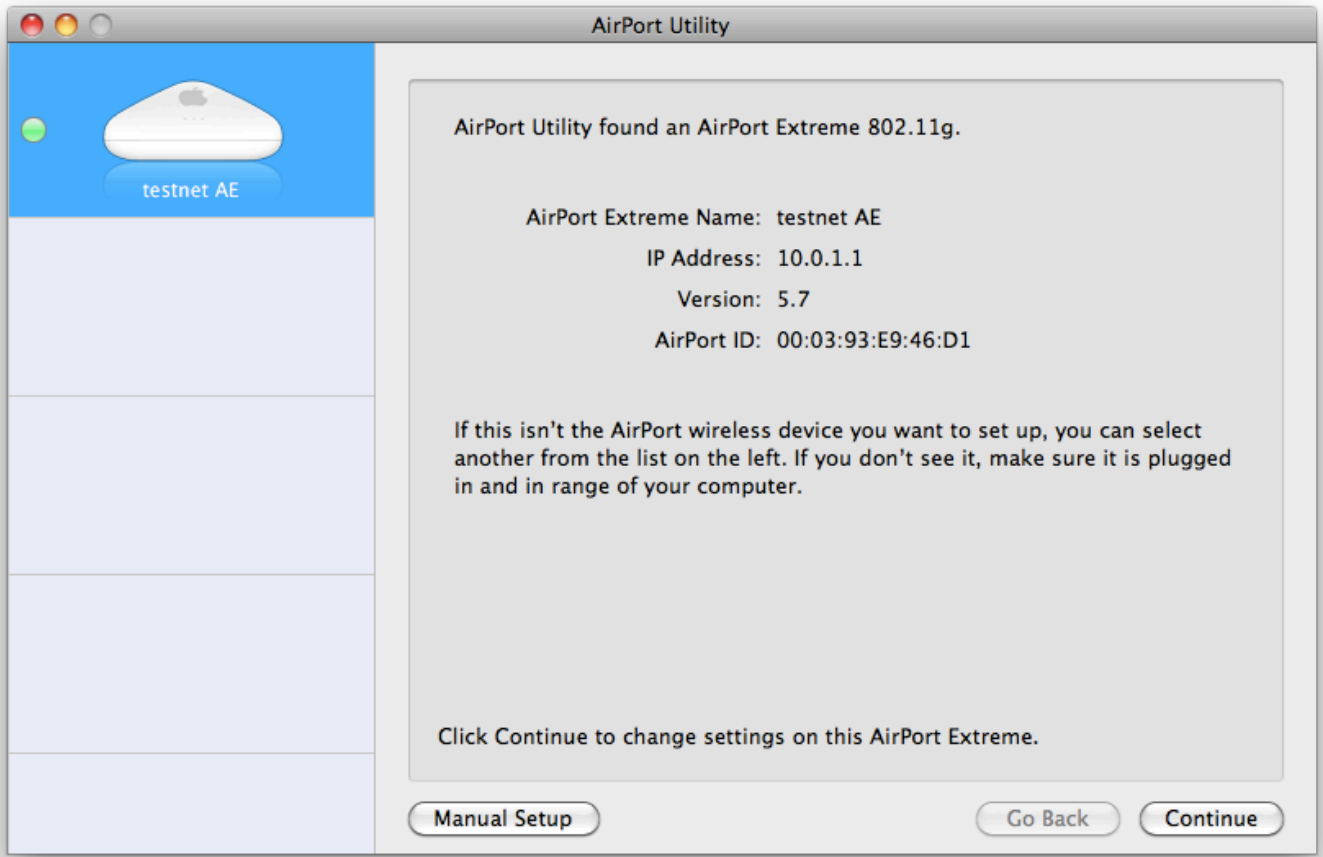 AirPort Utility
testnet AE
AirPort Utility found an AirPort Extreme 802.11g.
AirPort Extreme Name: testnet AE
IP Address: 10.0.1.1
Version: 5.7
AirPort ID: 00:03:93:E9:46:D1
If this isn’t the AirPort wireless device you want to set up, you can select
another from the list on the left. If you don’t see it, make sure it is plugged
in and in range of your computer.
Click Continue to change settings on this AirPort Extreme.
Manual Setup
Go Back
Continue